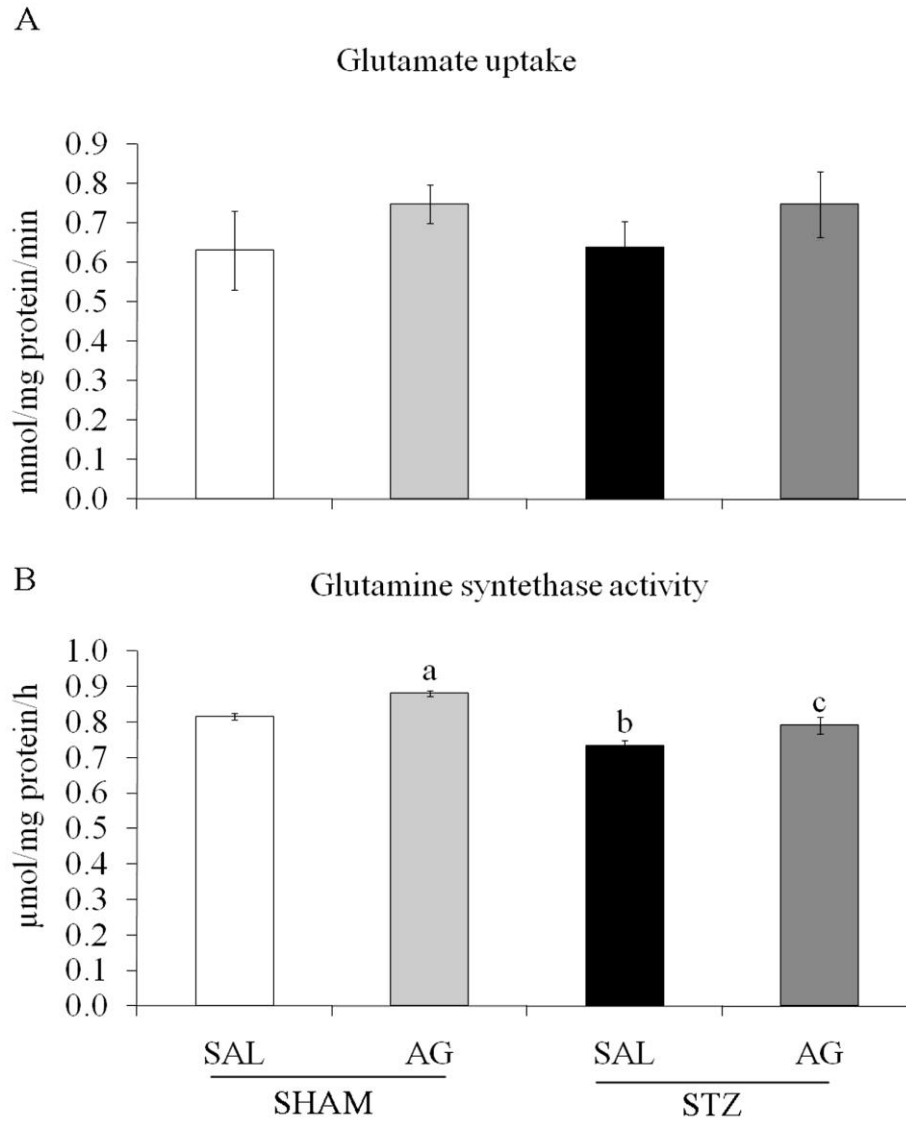 A
Glutamate uptake
mmol/mg protein/min
0.9
0.8
0.7
0.6
0.5
0.4
0.3
0.2
0.1
0.0
B
Glutamine syntethase activity
µmol/mg protein/h
1.0
0.9
0.8
0.7
0.6
0.5
0.4
0.3
0.2
0.1
0.0
a
b
c
SAL AG SAL AG
SHAM STZ